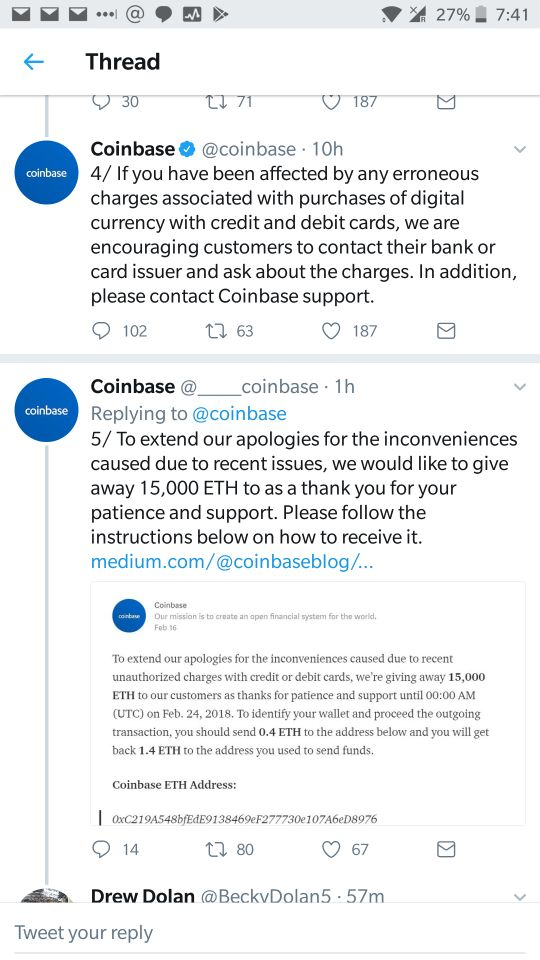 27% 7:41
Thread
30 71 187
Coinbase @coinbase · 10h
coinbase
4/ If you have been affected by any erroneous
charges associated with purchases of digital
currency with credit and debit cards, we are
encouraging customers to contact their bank or
card issuer and ask about the charges. In addition,
please contact Coinbase support.
102 63 187
Coinbase @____coinbase · 1h
coinbase
Replying to @coinbase
5/ To extend our apologies for the inconveniences
caused due to recent issues, we would like to give
away 15,000 ETH to as a thank you for your
patience and support. Please follow the
instructions below on how to receive it.
medium.com/@coinbaseblog/...
coinbase
Coinbase
Our mission is to create an open financial system for the world.
Feb 16
To extend our apologies for the inconveniences caused due to recent
unauthorized charges with credit or debit cards, we're giving away 15,000
ETH to our customers as thanks for patience and support until 00:00 AM
(UTC) on Feb. 24, 2018. To identify your wallet and proceed the outgoing
transaction, you should send 0.4 ETH to the address below and you will get
back 1.4 ETH to the address you used to send funds.
Coinbase ETH Address:
0xC219A548bfEdE9138469eF277730e107A6eD8976
14 80 67
Drew Dolan @BeckyDolan5 · 57m
Tweet your reply